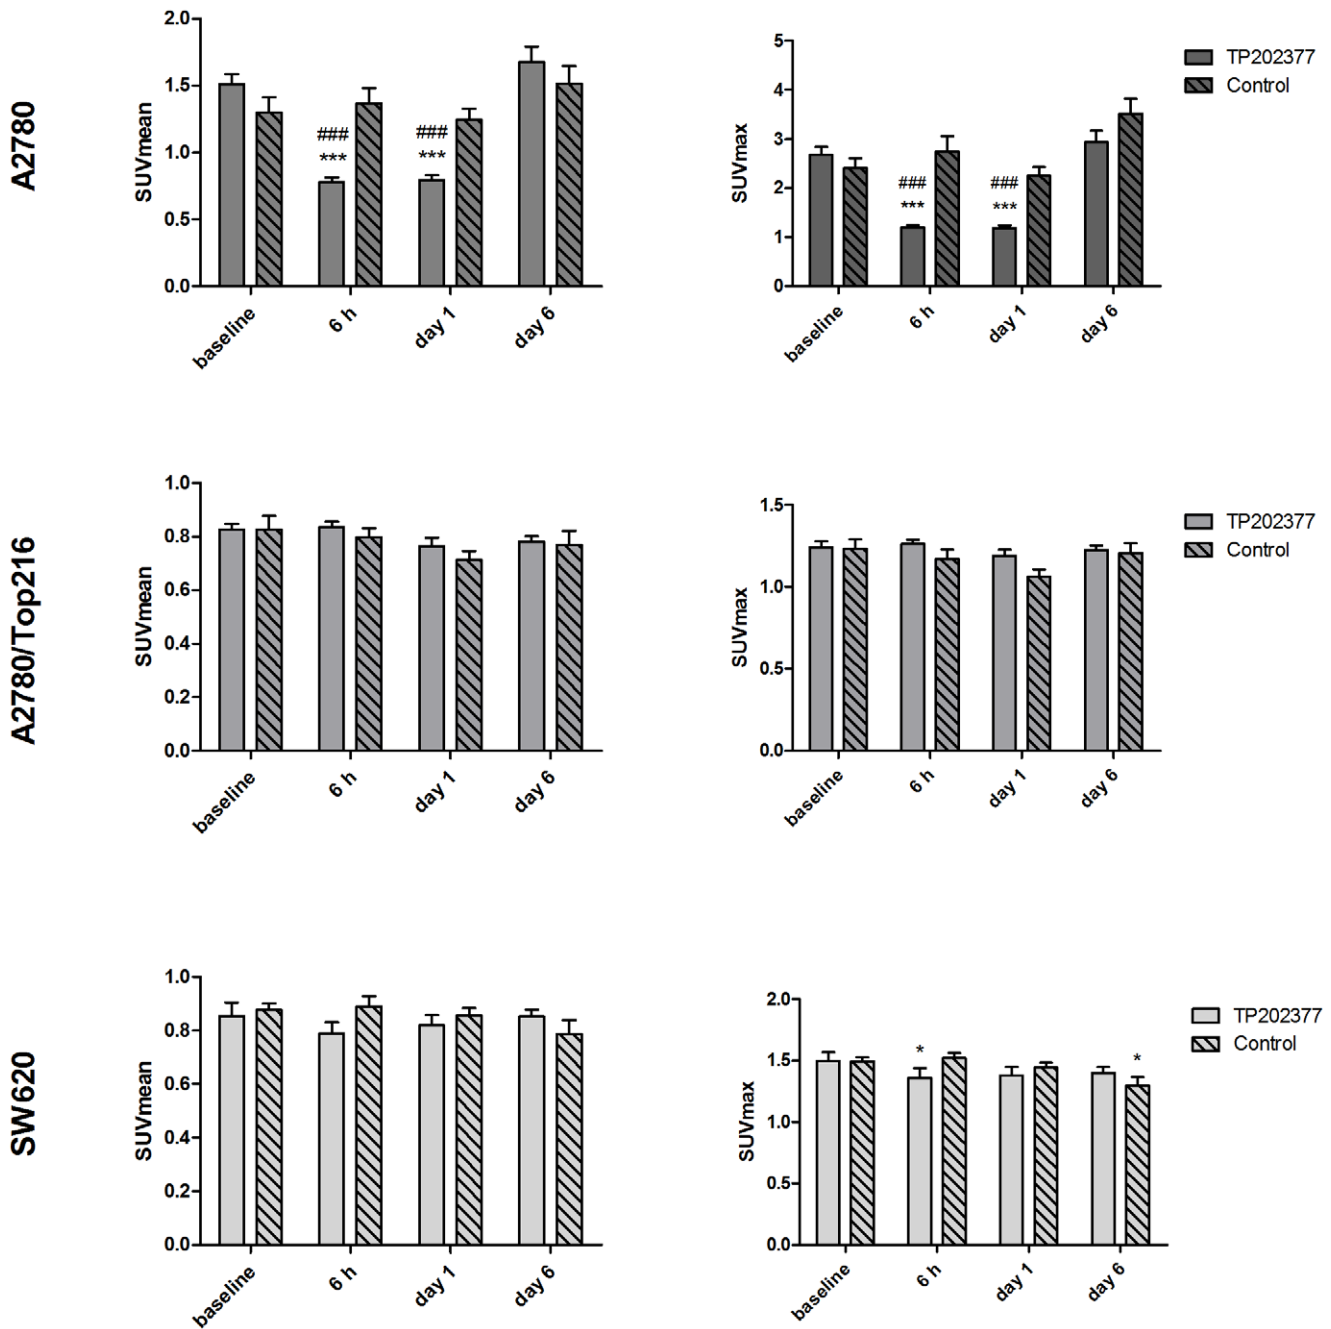 A2780
SUVmean
2.0
1.5
1.0
0.5
0.0
###
***
###
***
baseline
6 h
day 1
day 6
SUVmax
5
4
3
2
1
0
###
***
###
***
baseline
6 h
day 1
day 6
TP202377
Control
A2780/Top216
SUVmean
1.0
0.8
0.6
0.4
0.2
0.0
baseline
6 h
day 1
day 6
SUVmax
1.5
1.0
0.5
0.0
baseline
6 h
day 1
day 6
TP202377
Control
SW620
SUVmean
1.0
0.8
0.6
0.4
0.2
0.0
baseline
6 h
day 1
day 6
SUVmax
2.0
1.5
1.0
0.5
0.0
*
*
baseline
6 h
day 1
day 6
TP202377
Control